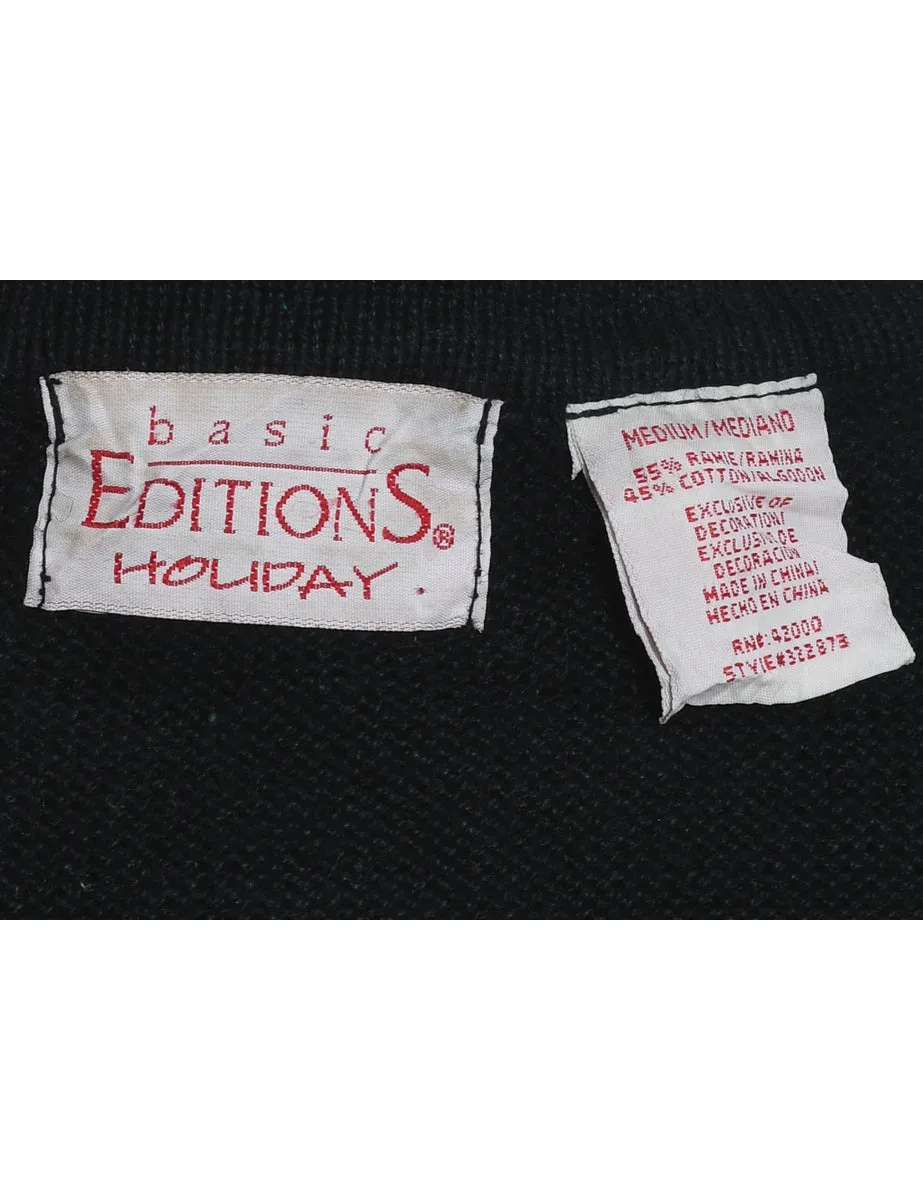 basic
EDITIONS®
HOLIDAY
MEDIUM/MEDIANO
55% RAMIE/RAMINA
45% COTTON/ALGODON
EXCLUSIVE OF
DECORATION/
EXCLUSIVO DE
DECORACION
MADE IN CHINA/
HECHO EN CHINA
RN#: 42000
STYLE#322873